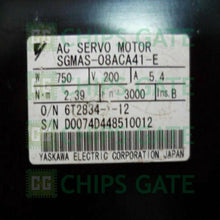 AC SERVO MOTOR
SGMAS-08ACA41-E
W 750 V 200 A 5.4
N·m 2.39 min⁻¹ 3000 Ins. B
O/N 6T2834- -12
S/N D0074D448510012
YASKAWA ELECTRIC CORPORATION JAPAN
CHIPS GATE